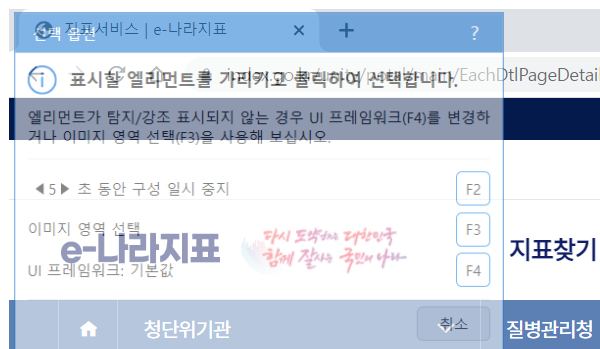 선택 옵션
지표서비스 | e-나라지표
?
표시할 엘리먼트를 가리키고 클릭하여 선택합니다.
EachDtlPageDetail
엘리먼트가 탐지/강조 표시되지 않는 경우 UI 프레임워크(F4)를 변경하
거나 이미지 영역 선택(F3)을 사용해 보십시오.
5 초 동안 구성 일시 중지 F2
이미지 영역 선택 F3
e-나라지표
다시 도약하는 대한민국
함께 잘사는 국민의 나라
지표찾기
UI 프레임워크: 기본값 F4
취소
청단위기관
질병관리청